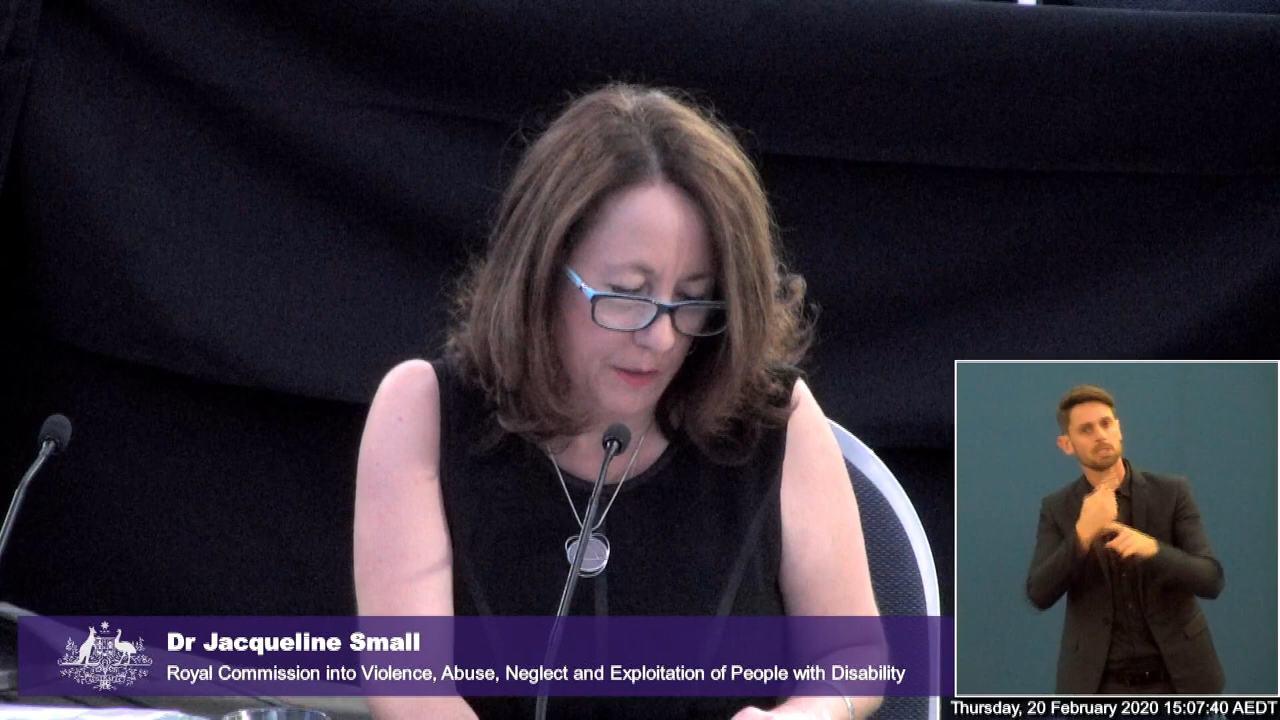 Dr Jacqueline Small
Royal Commission into Violence, Abuse, Neglect and Exploitation of People with Disability
Thursday, 20 February 2020 15:07:40 AEDT